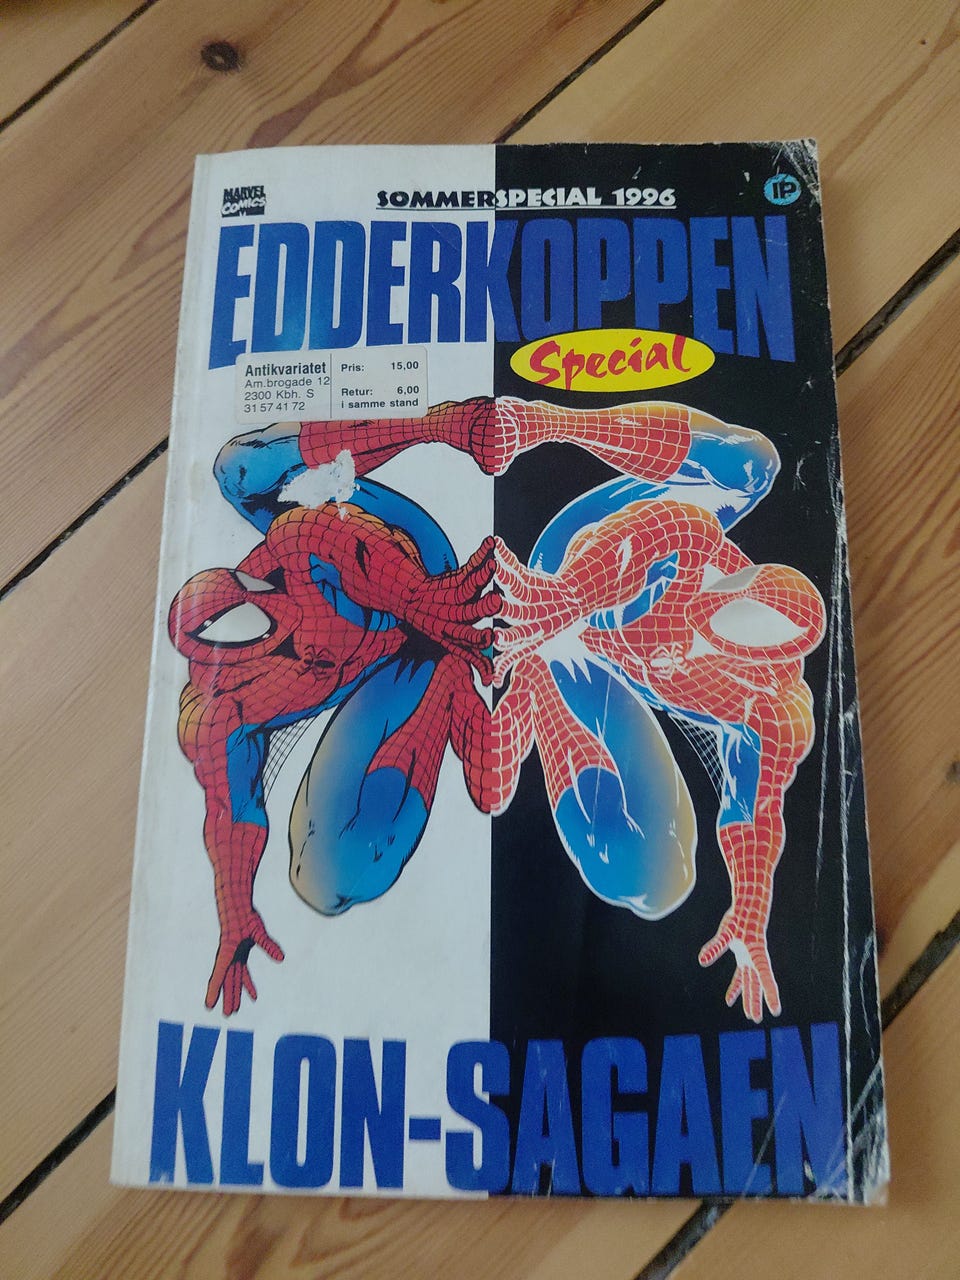 MARVEL
COMICS
SOMMERSPECIAL 1996
IP
EDDERKOPPEN
Special
Antikvariatet
Am.brogade 12
2300 Kbh. S
31 57 41 72
Pris: 15,00
Retur: 6,00
i samme stand
KLON-SAGAEN